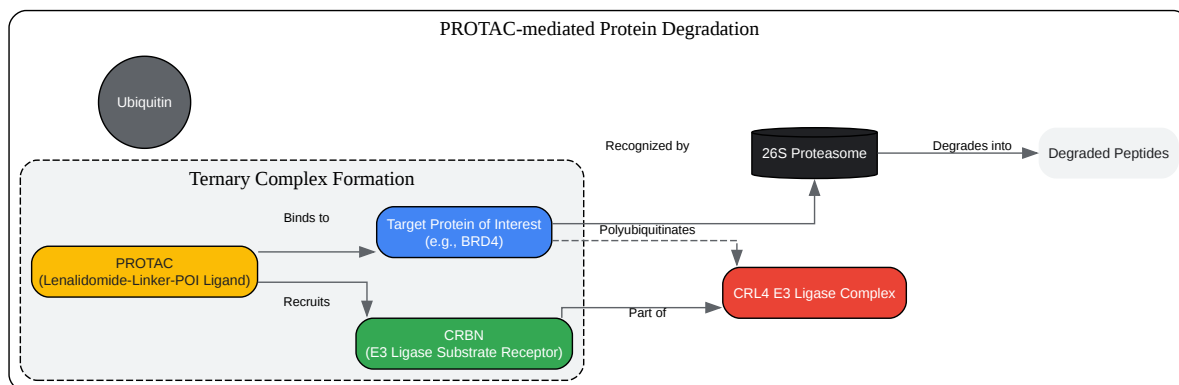 PROTAC-mediated Protein Degradation
Ubiquitin
Recognized by
26S Proteasome
Degrades into
Degraded Peptides
Ternary Complex Formation
Binds to
Target Protein of Interest
(e.g., BRD4)
Polyubiquitinates
PROTAC
(Lenalidomide-Linker-POI Ligand)
Recruits
CRL4 E3 Ligase Complex
Part of
CRBN
(E3 Ligase Substrate Receptor)